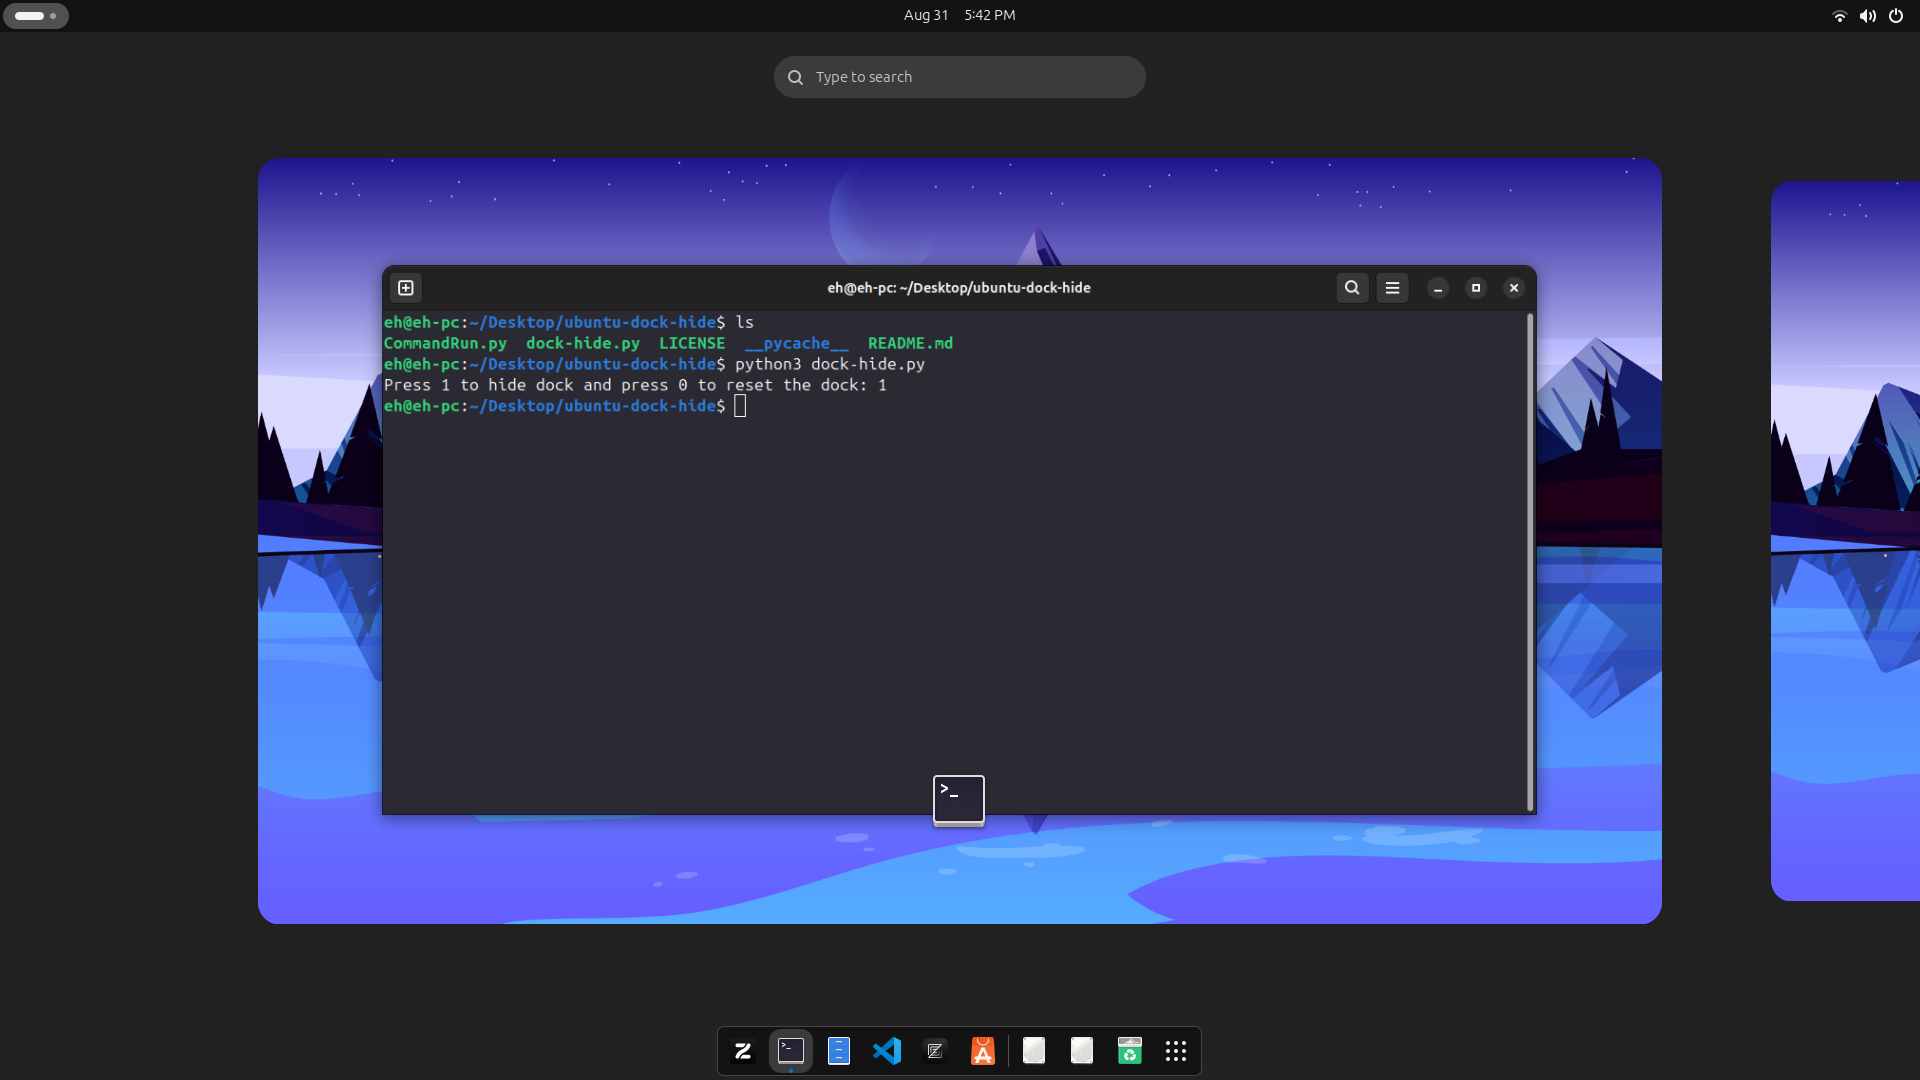 Aug 31 5:42 PM
Type to search
eh@eh-pc: ~/Desktop/ubuntu-dock-hide
eh@eh-pc:~/Desktop/ubuntu-dock-hide$ ls
CommandRun.py dock-hide.py LICENSE __pycache__ README.md
eh@eh-pc:~/Desktop/ubuntu-dock-hide$ python3 dock-hide.py
Press 1 to hide dock and press 0 to reset the dock: 1
eh@eh-pc:~/Desktop/ubuntu-dock-hide$